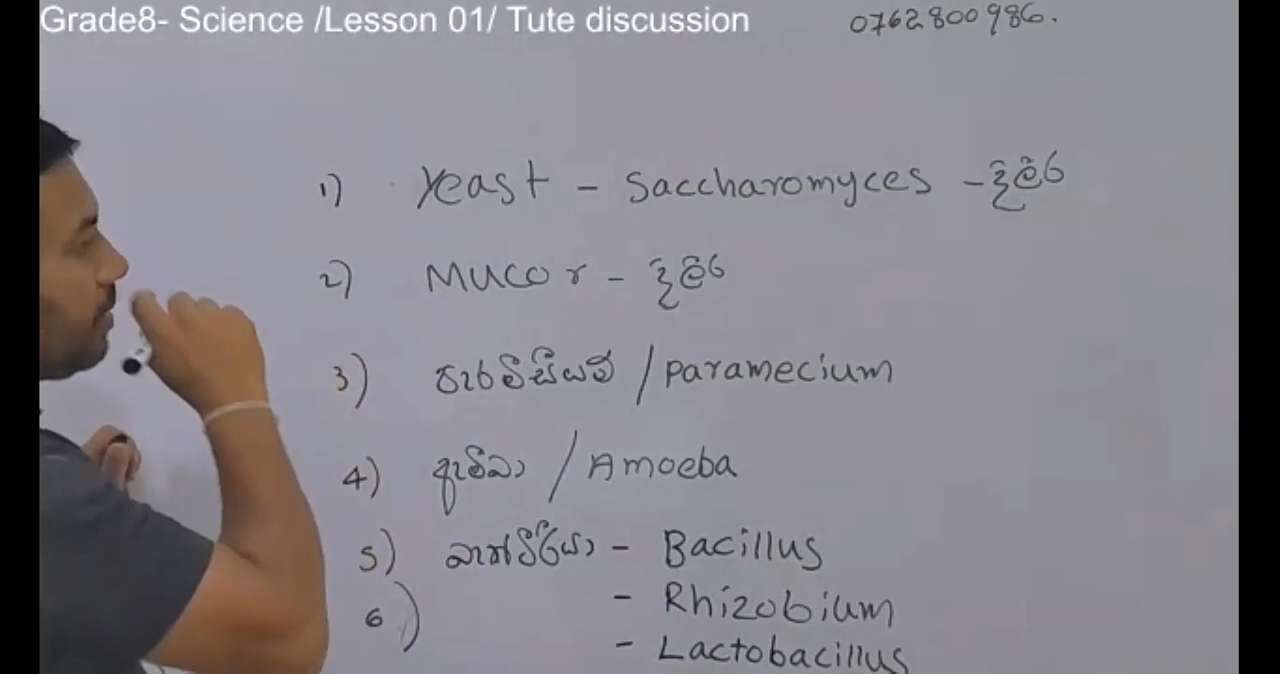 Grade8- Science /Lesson 01/ Tute discussion
0762800986.
1) Yeast - Saccharomyces - දිලීර
2) Mucor - දිලීර
3) පැරමීසියම් / Paramecium
4) ඇමීබා / Amoeba
5) බැක්ටීරියා - Bacillus
6) - Rhizobium
- Lactobacillus